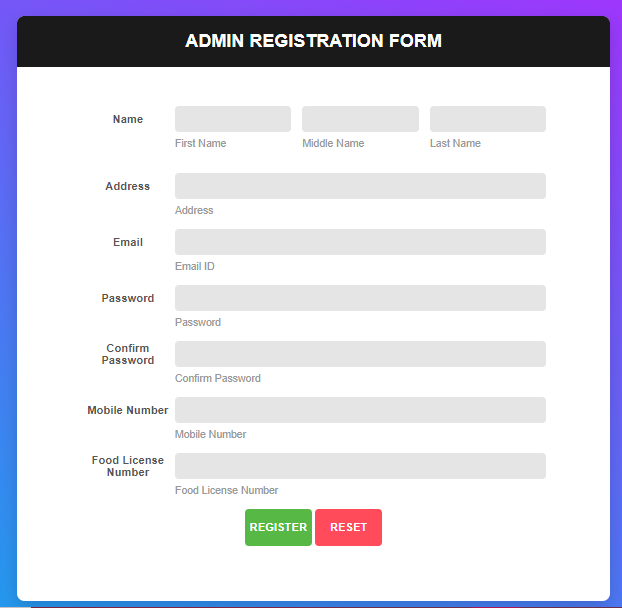 ADMIN REGISTRATION FORM
Name
First Name Middle Name Last Name
Address
Address
Email
Email ID
Password
Password
Confirm
Password
Confirm Password
Mobile Number
Mobile Number
Food License
Number
Food License Number
REGISTER RESET